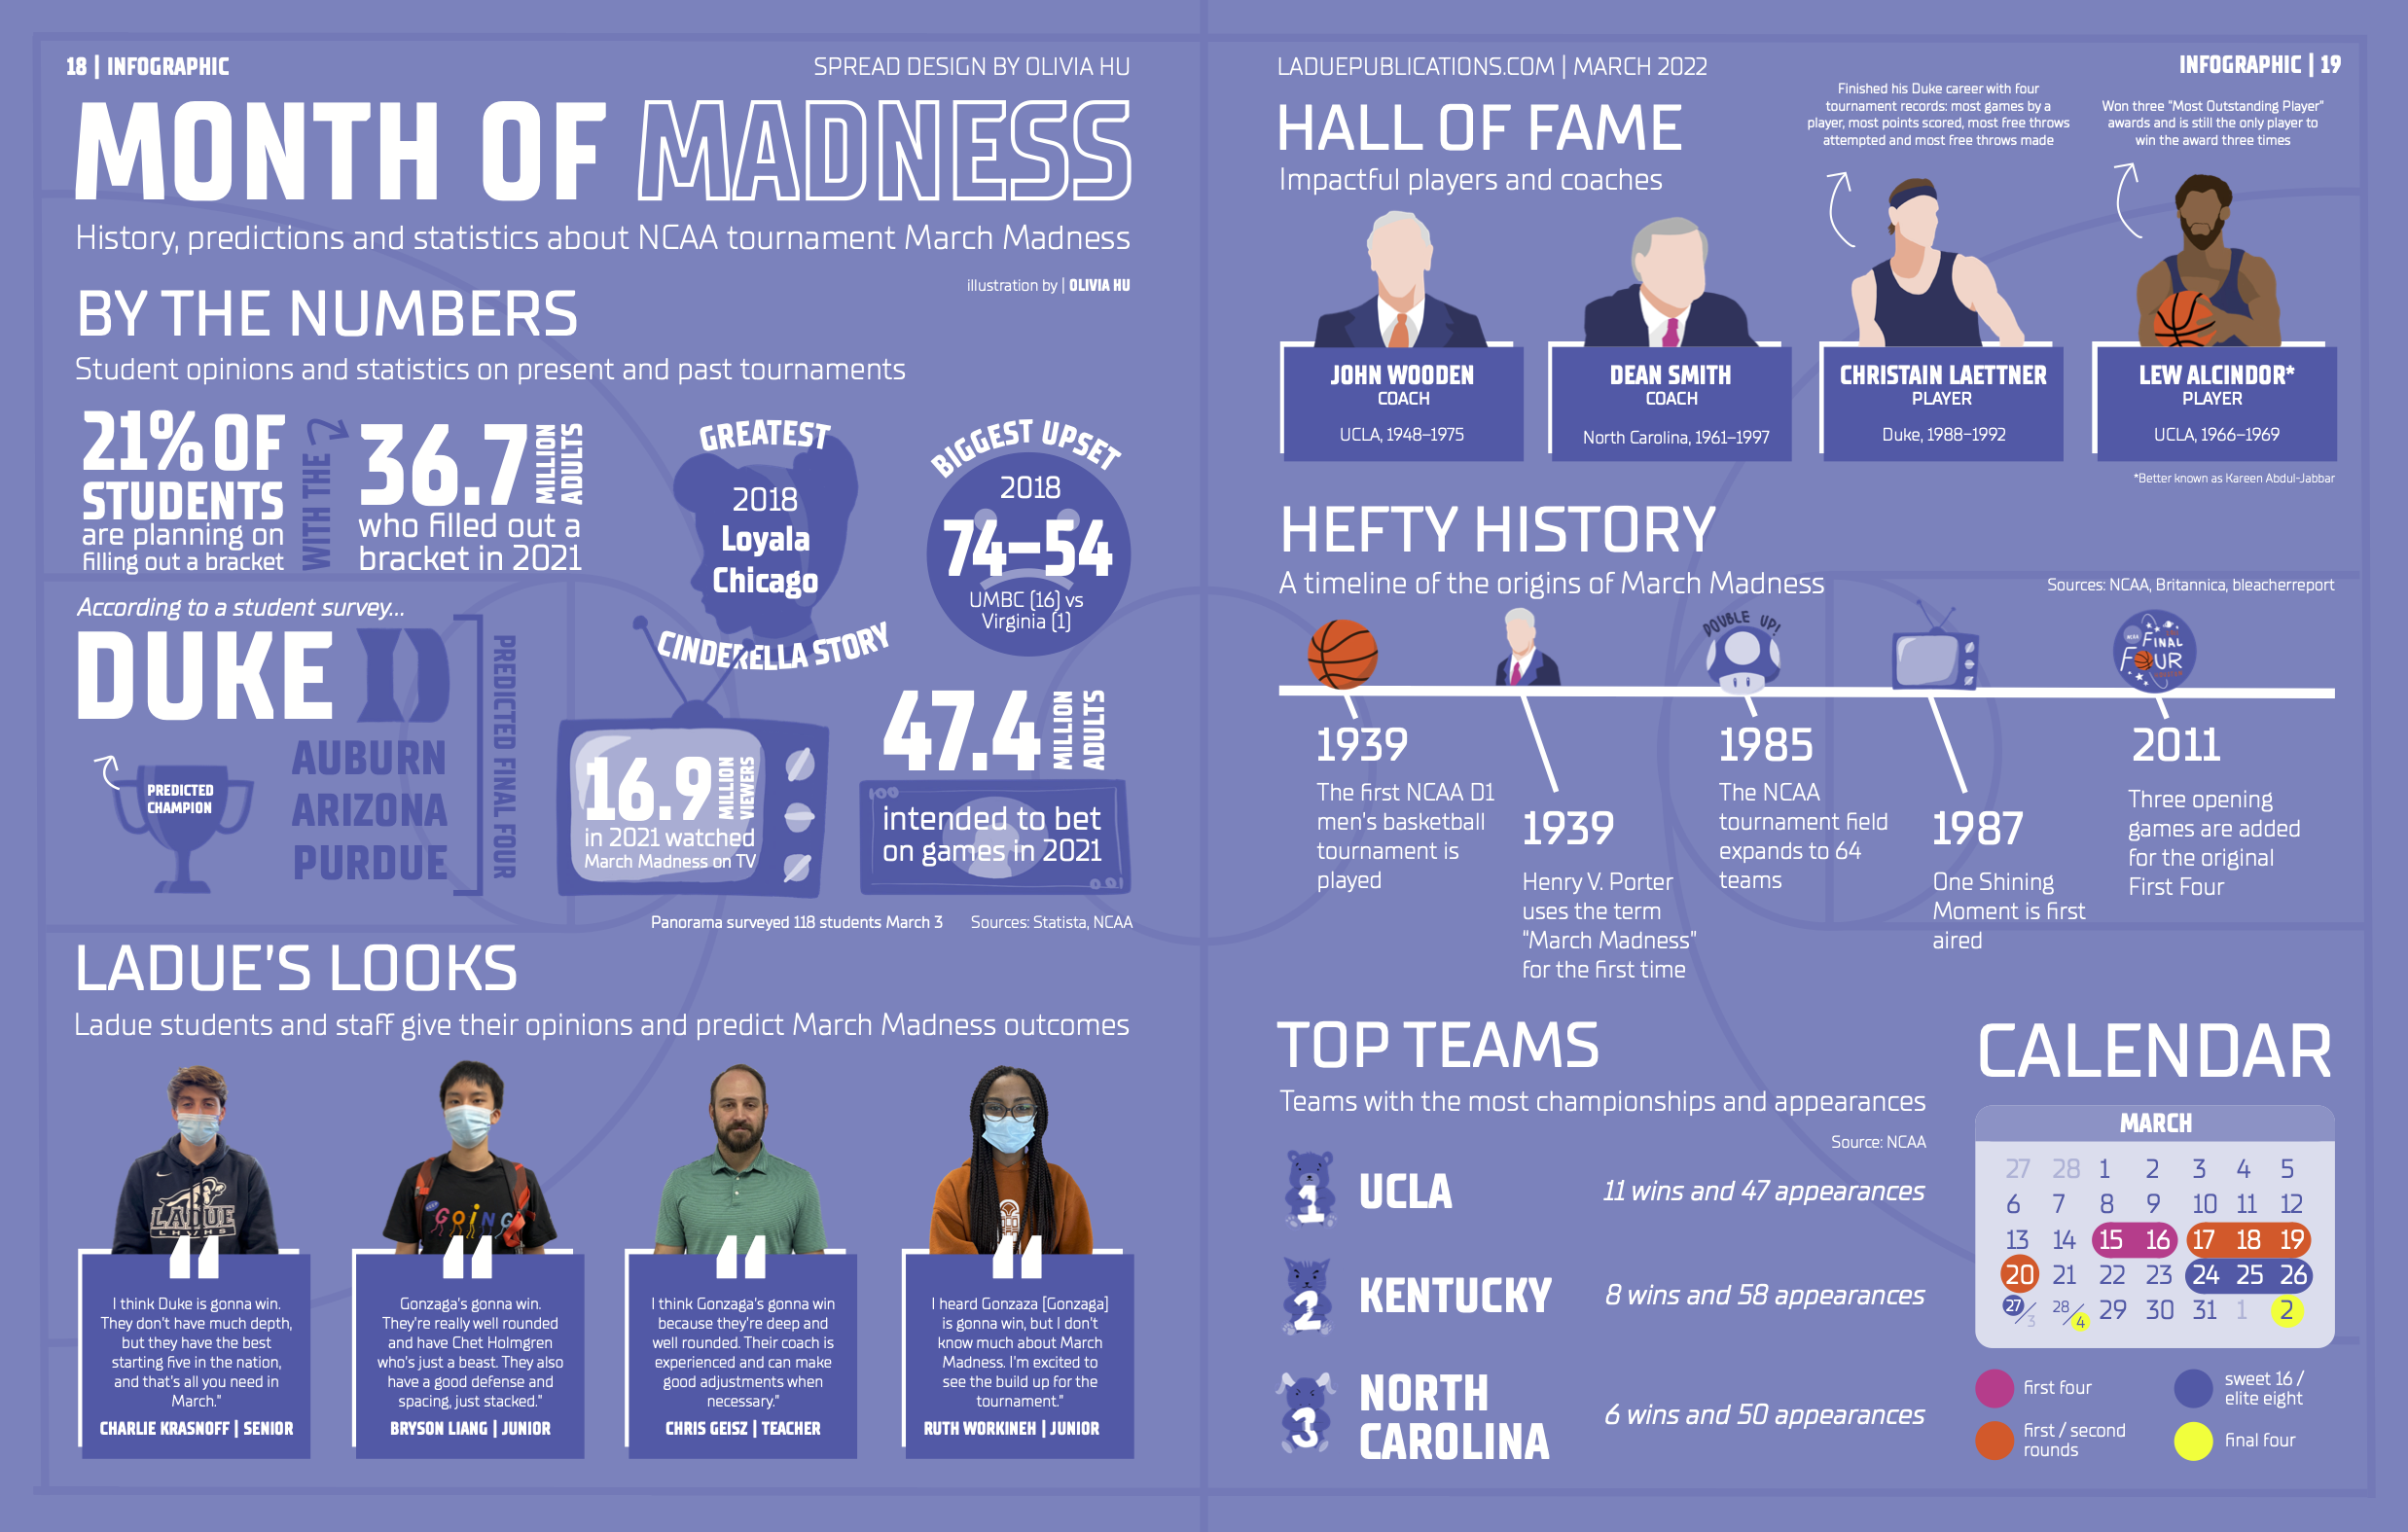 18 | INFOGRAPHIC
SPREAD DESIGN BY OLIVIA HU
MONTH OF MADNESS
History, predictions and statistics about NCAA tournament March Madness
illustration by | OLIVIA HU
BY THE NUMBERS
Student opinions and statistics on present and past tournaments
21% OF
STUDENTS
are planning on
filling out a bracket
WITH THE
36.7
MILLION
ADULTS
who filled out a
bracket in 2021
GREATEST
2018
Loyala
Chicago
CINDERELLA STORY
BIGGEST UPSET
2018
74–54
UMBC (16) vs
Virginia (1)
According to a student survey...
DUKE
D
AUBURN
ARIZONA
PURDUE
PREDICTED FINAL FOUR
PREDICTED
CHAMPION
16.9
MILLION
VIEWERS
in 2021 watched
March Madness on TV
47.4
MILLION
ADULTS
100
intended to bet
on games in 2021
001
Panorama surveyed 118 students March 3
Sources: Statista, NCAA
LADUE'S LOOKS
Ladue students and staff give their opinions and predict March Madness outcomes
LADUE
LHWHS
GOING
"
I think Duke is gonna win.
They don't have much depth,
but they have the best
starting five in the nation,
and that's all you need in
March."
CHARLIE KRASNOFF | SENIOR
"
Gonzaga's gonna win.
They're really well rounded
and have Chet Holmgren
who's just a beast. They also
have a good defense and
spacing, just stacked."
BRYSON LIANG | JUNIOR
"
I think Gonzaga's gonna win
because they're deep and
well rounded. Their coach is
experienced and can make
good adjustments when
necessary."
CHRIS GEISZ | TEACHER
"
I heard Gonzaza [Gonzaga]
is gonna win, but I don't
know much about March
Madness. I'm excited to
see the build up for the
tournament."
RUTH WORKINEH | JUNIOR
LADUEPUBLICATIONS.COM | MARCH 2022
INFOGRAPHIC | 19
HALL OF FAME
Impactful players and coaches
Finished his Duke career with four
tournament records: most games by a
player, most points scored, most free throws
attempted and most free throws made
Won three "Most Outstanding Player"
awards and is still the only player to
win the award three times
JOHN WOODEN
COACH
UCLA, 1948–1975
DEAN SMITH
COACH
North Carolina, 1961–1997
CHRISTAIN LAETTNER
PLAYER
Duke, 1988–1992
LEW ALCINDOR*
PLAYER
UCLA, 1966–1969
*Better known as Kareen Abdul-Jabbar
HEFTY HISTORY
A timeline of the origins of March Madness
Sources: NCAA, Britannica, bleacherreport
DOUBLE UP!
NCAA
FINAL
FOUR
1939
The first NCAA D1
men's basketball
tournament is
played
1939
Henry V. Porter
uses the term
"March Madness"
for the first time
1985
The NCAA
tournament field
expands to 64
teams
1987
One Shining
Moment is first
aired
2011
Three opening
games are added
for the original
First Four
TOP TEAMS
Teams with the most championships and appearances
Source: NCAA
1 UCLA 11 wins and 47 appearances
2 KENTUCKY 8 wins and 58 appearances
3 NORTH
CAROLINA 6 wins and 50 appearances
CALENDAR
MARCH
27 28 1 2 3 4 5
6 7 8 9 10 11 12
13 14 15 16 17 18 19
20 21 22 23 24 25 26
27/3 28/4 29 30 31 1 2
first four
sweet 16 /
elite eight
first / second
rounds
final four